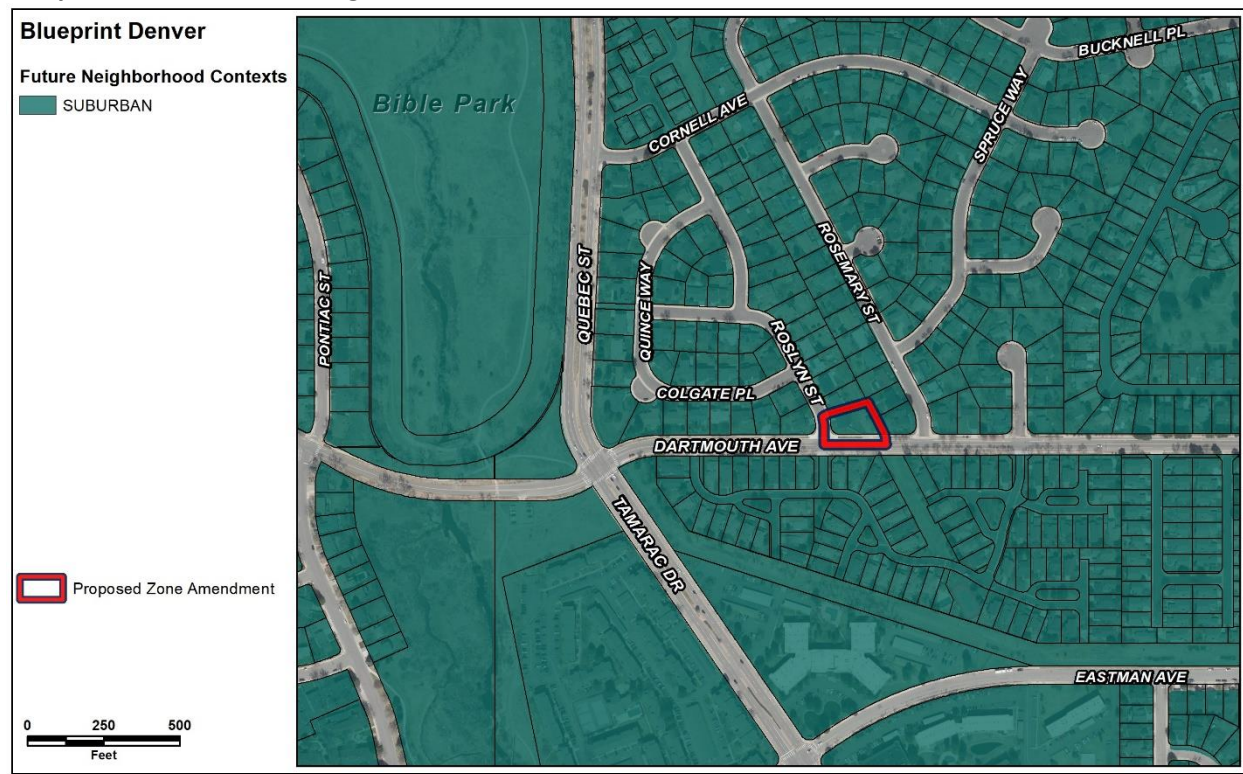 Blueprint Denver
Future Neighborhood Contexts
SUBURBAN
Proposed Zone Amendment
0 250 500
Feet
Bible Park
BUCKNELL PL
CORNELL AVE
SPRUCE WAY
PONTIAC ST
QUEBEC ST
QUINCE WAY
ROSEMARY ST
ROSLYN ST
COLGATE PL
DARTMOUTH AVE
TAMARAC DR
EASTMAN AVE